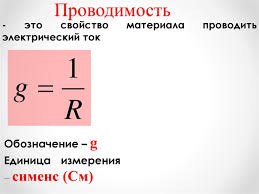 Проводимость
- это свойство материала проводить
электрический ток
g = 1/R
Обозначение – g
Единица измерения
– сименс (См)